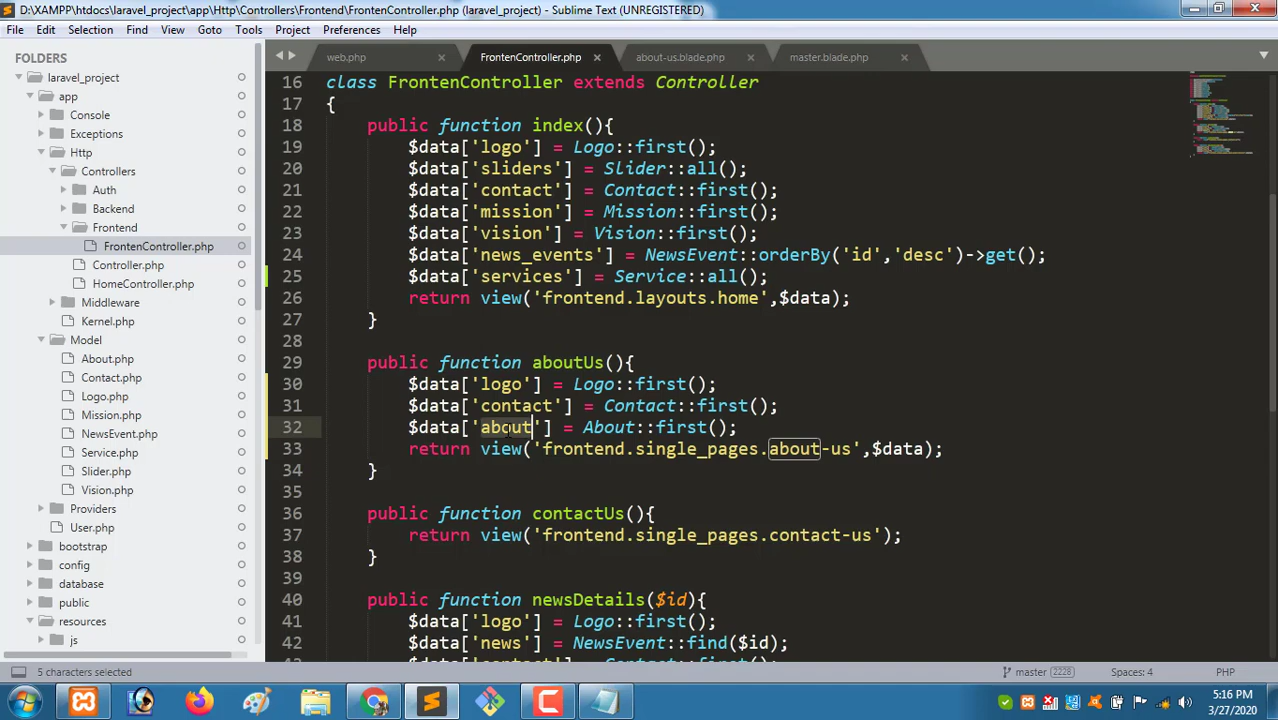 D:\XAMPP\htdocs\laravel_project\app\Http\Controllers\Frontend\FrontenController.php (laravel_project) - Sublime Text (UNREGISTERED)
File Edit Selection Find View Goto Tools Project Preferences Help
FOLDERS
laravel_project
app
Console
Exceptions
Http
Controllers
Auth
Backend
Frontend
FrontenController.php
Controller.php
HomeController.php
Middleware
Kernel.php
Model
About.php
Contact.php
Logo.php
Mission.php
NewsEvent.php
Service.php
Slider.php
Vision.php
Providers
User.php
bootstrap
config
database
public
resources
js
web.php FrontenController.php about-us.blade.php master.blade.php
16 class FrontenController extends Controller
17 {
18 public function index(){
19 $data['logo'] = Logo::first();
20 $data['sliders'] = Slider::all();
21 $data['contact'] = Contact::first();
22 $data['mission'] = Mission::first();
23 $data['vision'] = Vision::first();
24 $data['news_events'] = NewsEvent::orderBy('id','desc')->get();
25 $data['services'] = Service::all();
26 return view('frontend.layouts.home',$data);
27 }
28
29 public function aboutUs(){
30 $data['logo'] = Logo::first();
31 $data['contact'] = Contact::first();
32 $data['about'] = About::first();
33 return view('frontend.single_pages.about-us',$data);
34 }
35
36 public function contactUs(){
37 return view('frontend.single_pages.contact-us');
38 }
39
40 public function newsDetails($id){
41 $data['logo'] = Logo::first();
42 $data['news'] = NewsEvent::find($id);
43 $data['contact'] = Contact::first();
5 characters selected master 2228 Spaces: 4 PHP
5:16 PM
3/27/2020